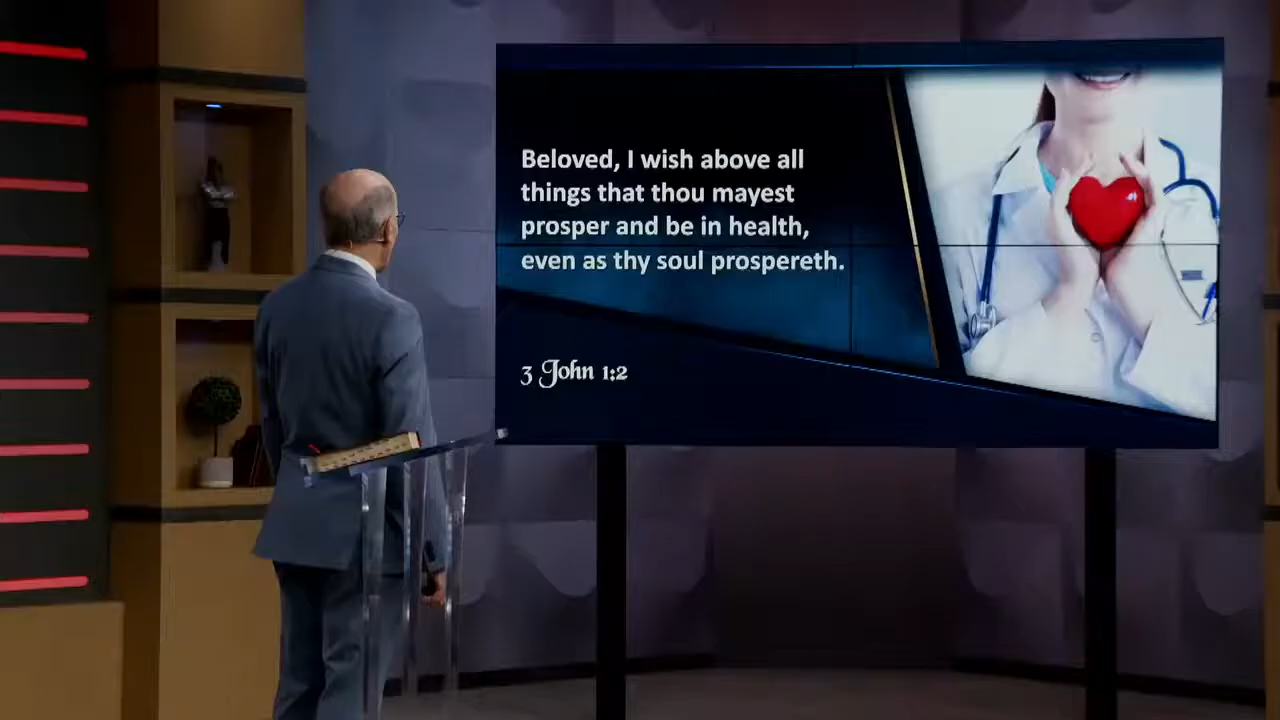 Beloved, I wish above all
things that thou mayest
prosper and be in health,
even as thy soul prospereth.
3 John 1:2